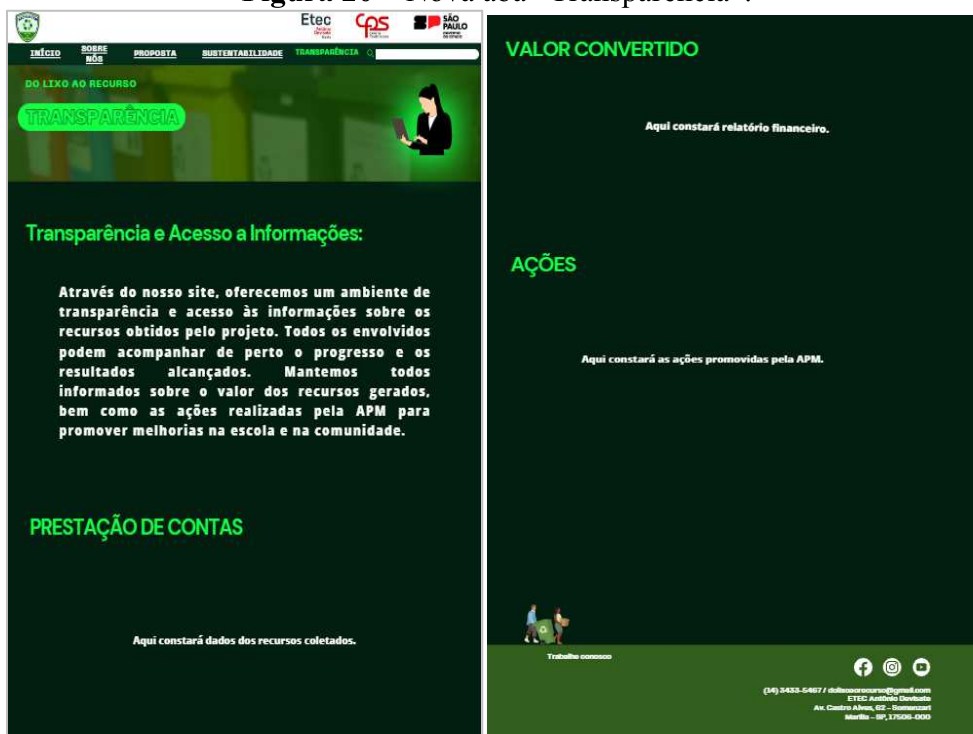 Figura 20 – Nova aba “Transparência”.
Etec
CPS
SÃO
PAULO
GOVERNO
DO ESTADO
INÍCIO
SOBRE
NÓS
PROPOSTA
SUSTENTABILIDADE
TRANSPARÊNCIA
DO LIXO AO RECURSO
TRANSPARÊNCIA
Transparência e Acesso a Informações:
Através do nosso site, oferecemos um ambiente de
transparência e acesso às informações sobre os
recursos obtidos pelo projeto. Todos os envolvidos
podem acompanhar de perto o progresso e os
resultados alcançados. Mantemos todos
informados sobre o valor dos recursos gerados,
bem como as ações realizadas pela APM para
promover melhorias na escola e na comunidade.
PRESTAÇÃO DE CONTAS
Aqui constará dados dos recursos coletados.
VALOR CONVERTIDO
Aqui constará relatório financeiro.
AÇÕES
Aqui constará as ações promovidas pela APM.
Trabalhe conosco
(14) 3433-5467 / dolixoaorecurso@gmail.com
ETEC Antônio Devisate
Av. Castro Alves, 62 – Somenzari
Marília – SP, 17506-000